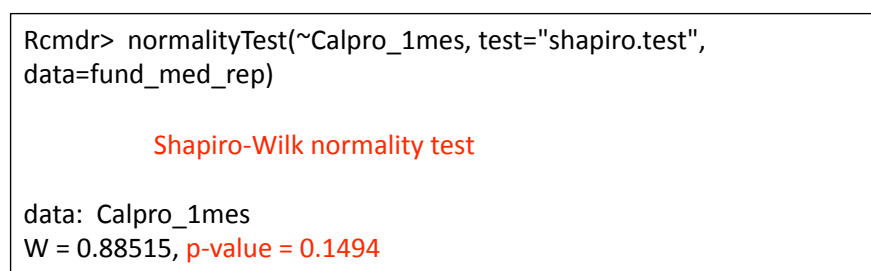 Rcmdr> normalityTest(~Calpro_1mes, test="shapiro.test",
data=fund_med_rep)
Shapiro-Wilk normality test
data: Calpro_1mes
W = 0.88515, p-value = 0.1494